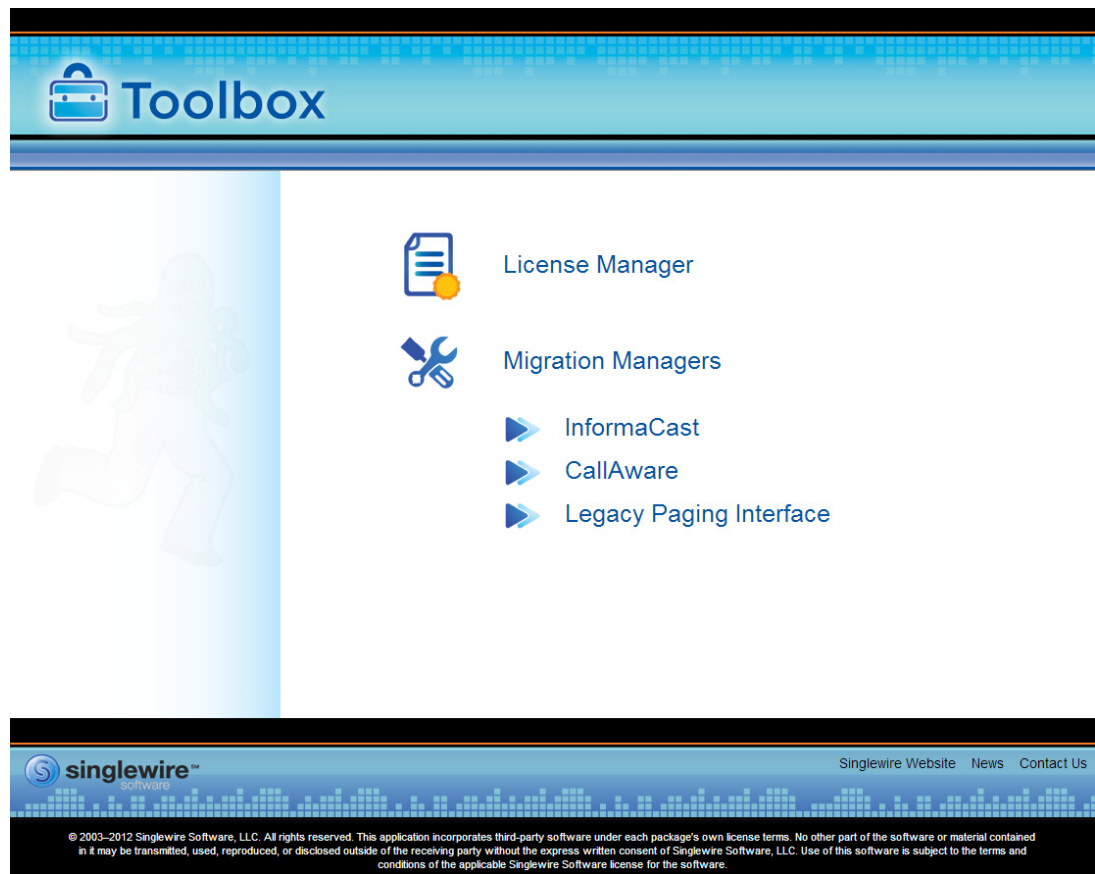 Toolbox
License Manager
Migration Managers
InformaCast
CallAware
Legacy Paging Interface
singlewire℠
software
Singlewire Website News Contact Us
© 2003–2012 Singlewire Software, LLC. All rights reserved. This application incorporates third-party software under each package's own license terms. No other part of the software or material contained
in it may be transmitted, used, reproduced, or disclosed outside of the receiving party without the express written consent of Singlewire Software, LLC. Use of this software is subject to the terms and
conditions of the applicable Singlewire Software license for the software.